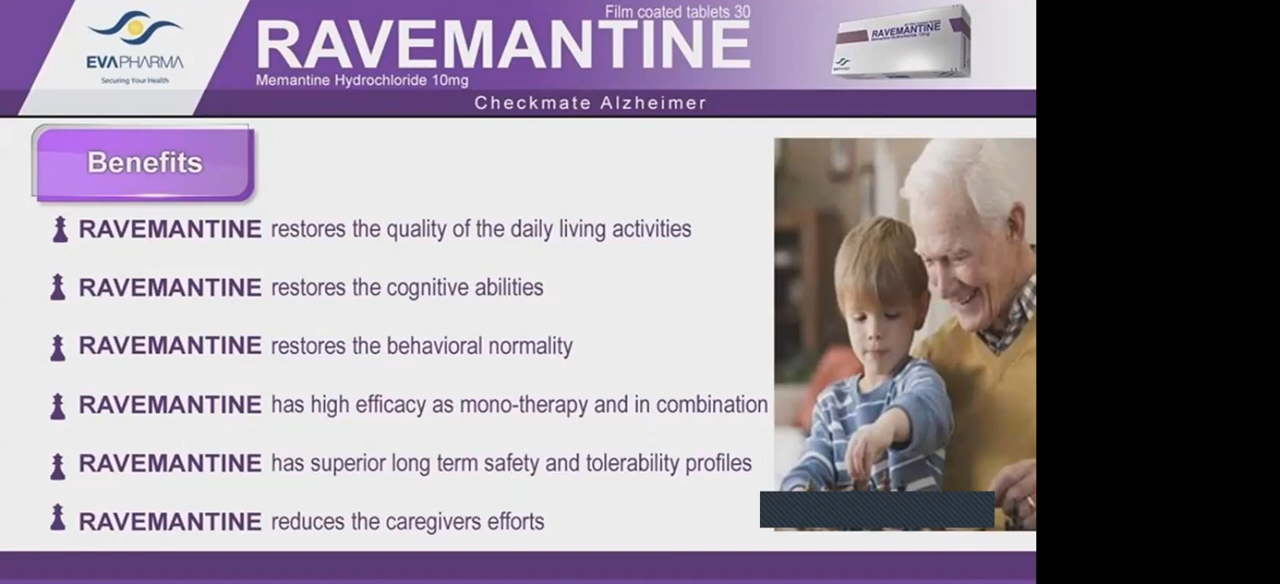 Film coated tablets 30
EVAPHARMA
Securing Your Health
RAVEMANTINE
Memantine Hydrochloride 10mg
RAVEMANTINE
Memantine Hydrochloride 10mg
Checkmate Alzheimer
Benefits
RAVEMANTINE restores the quality of the daily living activities
RAVEMANTINE restores the cognitive abilities
RAVEMANTINE restores the behavioral normality
RAVEMANTINE has high efficacy as mono-therapy and in combination
RAVEMANTINE has superior long term safety and tolerability profiles
RAVEMANTINE reduces the caregivers efforts